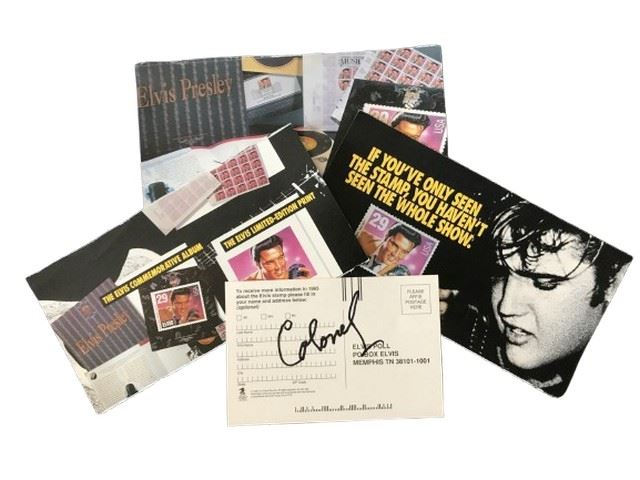 Elvis Presley
MUSIC
USA
IF YOU'VE ONLY SEEN
THE STAMP, YOU HAVEN'T
SEEN THE WHOLE SHOW.
29
USA
THE ELVIS LIMITED-EDITION PRINT
THE ELVIS COMMEMORATIVE ALBUM
29
ELVIS
Elvis Presley
To receive more information in 1993
about the Elvis stamp please fill in
your name and address below:
(optional)
Colonel
PLEASE
AFFIX
POSTAGE
HERE
ELVIS POLL
PO BOX ELVIS
MEMPHIS TN 38101-1001